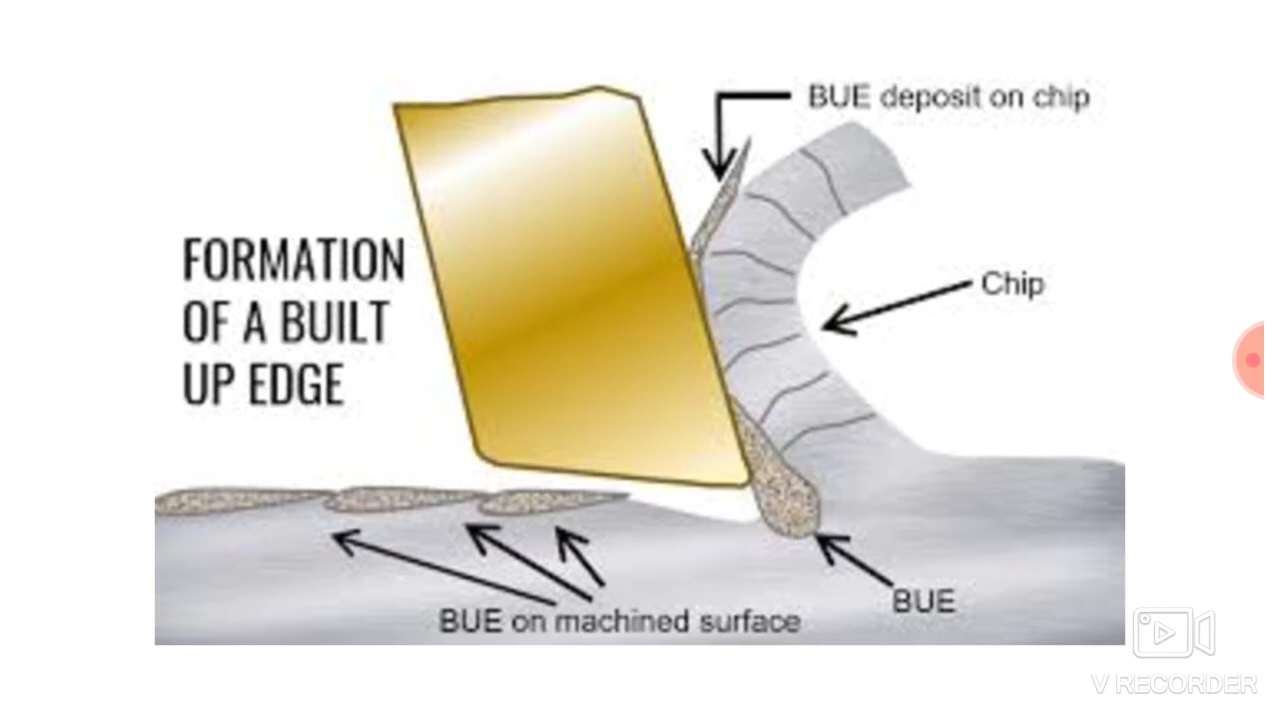 BUE deposit on chip
FORMATION
OF A BUILT
UP EDGE
Chip
BUE
BUE on machined surface
V RECORDER